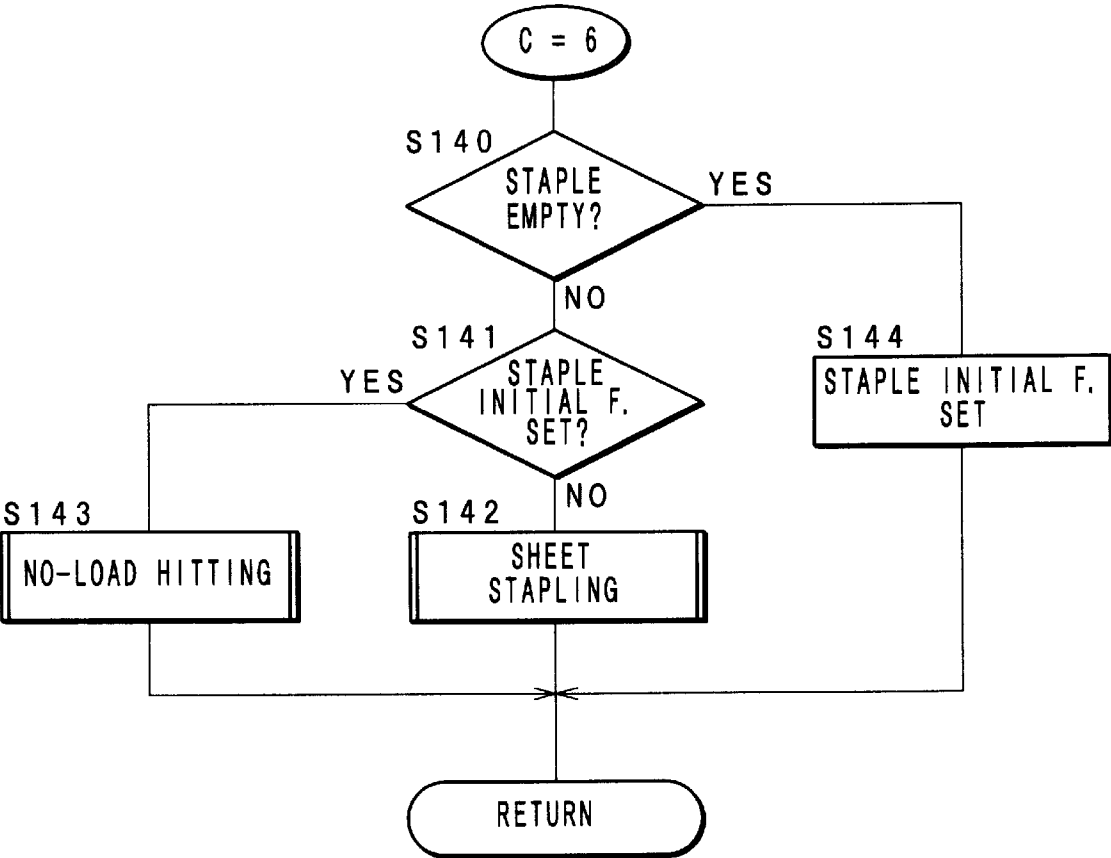 C = 6
S140
STAPLE
EMPTY?
YES
NO
S141
STAPLE
INITIAL F.
SET?
YES
NO
S144
STAPLE INITIAL F.
SET
S143
NO-LOAD HITTING
S142
SHEET
STAPLING
RETURN